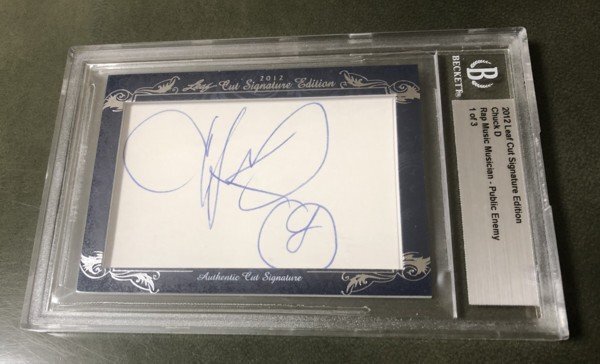 2012
Leaf Cut Signature Edition
Authentic Cut Signature
B
BECKETT
2012 Leaf Cut Signature Edition
Chuck D
Rap Music Musician - Public Enemy
1 of 3